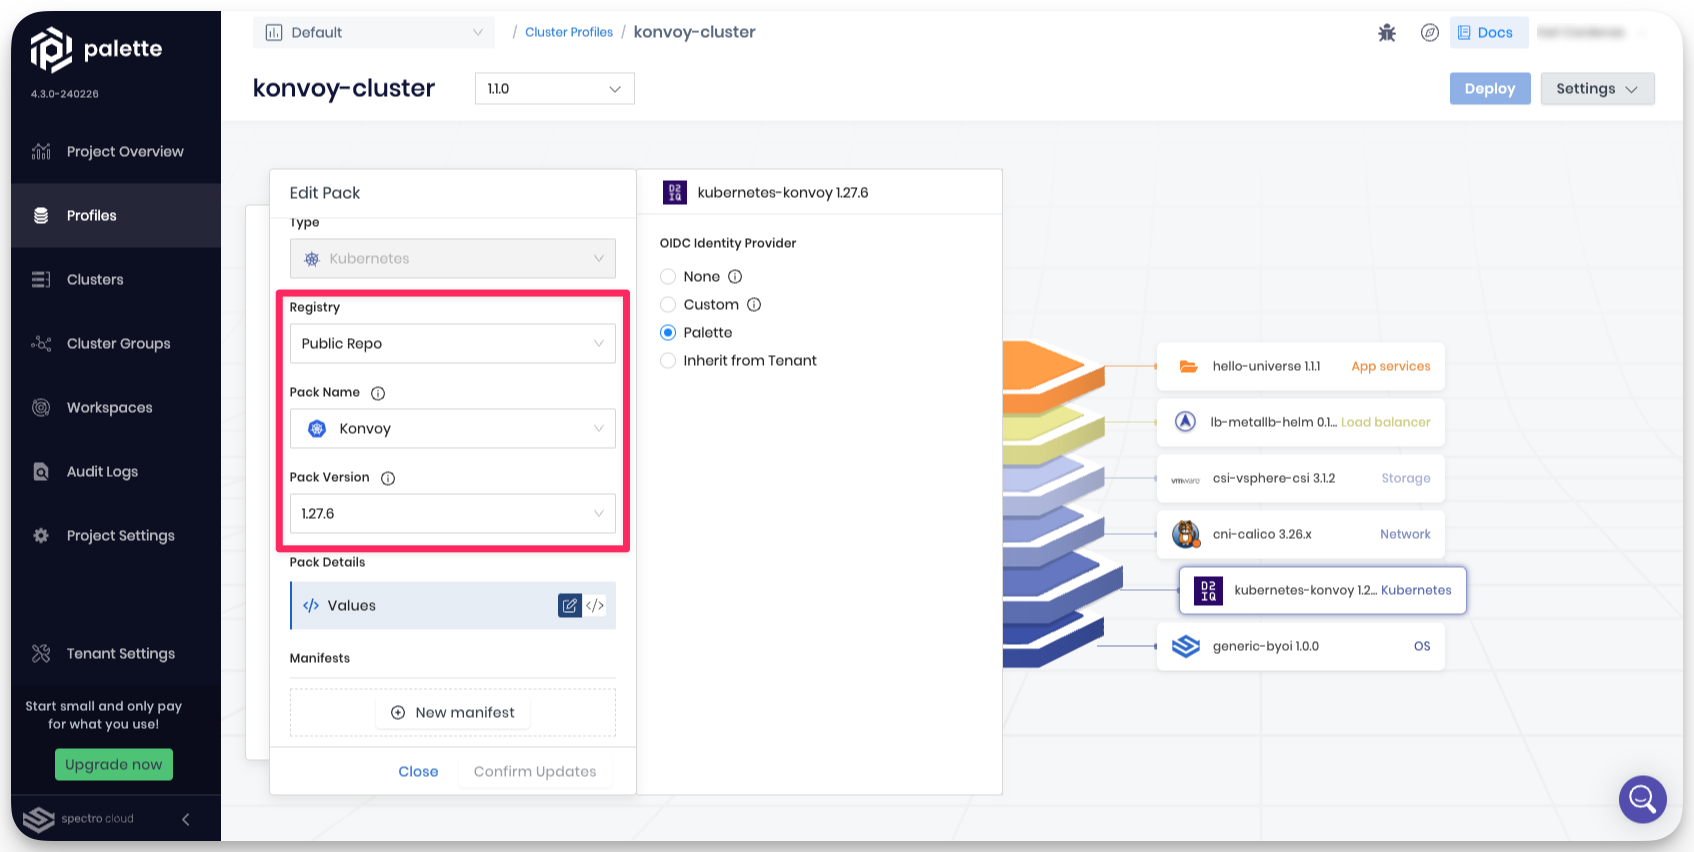 palette
4.3.0-240226
Project Overview
Profiles
Clusters
Cluster Groups
Workspaces
Audit Logs
Project Settings
Tenant Settings
Start small and only pay
for what you use!
Upgrade now
spectro cloud
Default
/ Cluster Profiles / konvoy-cluster
Docs
konvoy-cluster
1.1.0
Deploy
Settings
Edit Pack
Type
Kubernetes
Registry
Public Repo
Pack Name
Konvoy
Pack Version
1.27.6
Pack Details
</> Values
</>
Manifests
New manifest
Close
Confirm Updates
D2
IQ
kubernetes-konvoy 1.27.6
OIDC Identity Provider
None
Custom
Palette
Inherit from Tenant
hello-universe 1.1.1 App services
lb-metallb-helm 0.1... Load balancer
vmware csi-vsphere-csi 3.1.2 Storage
cni-calico 3.26.x Network
D2
IQ
kubernetes-konvoy 1.2... Kubernetes
generic-byoi 1.0.0 OS